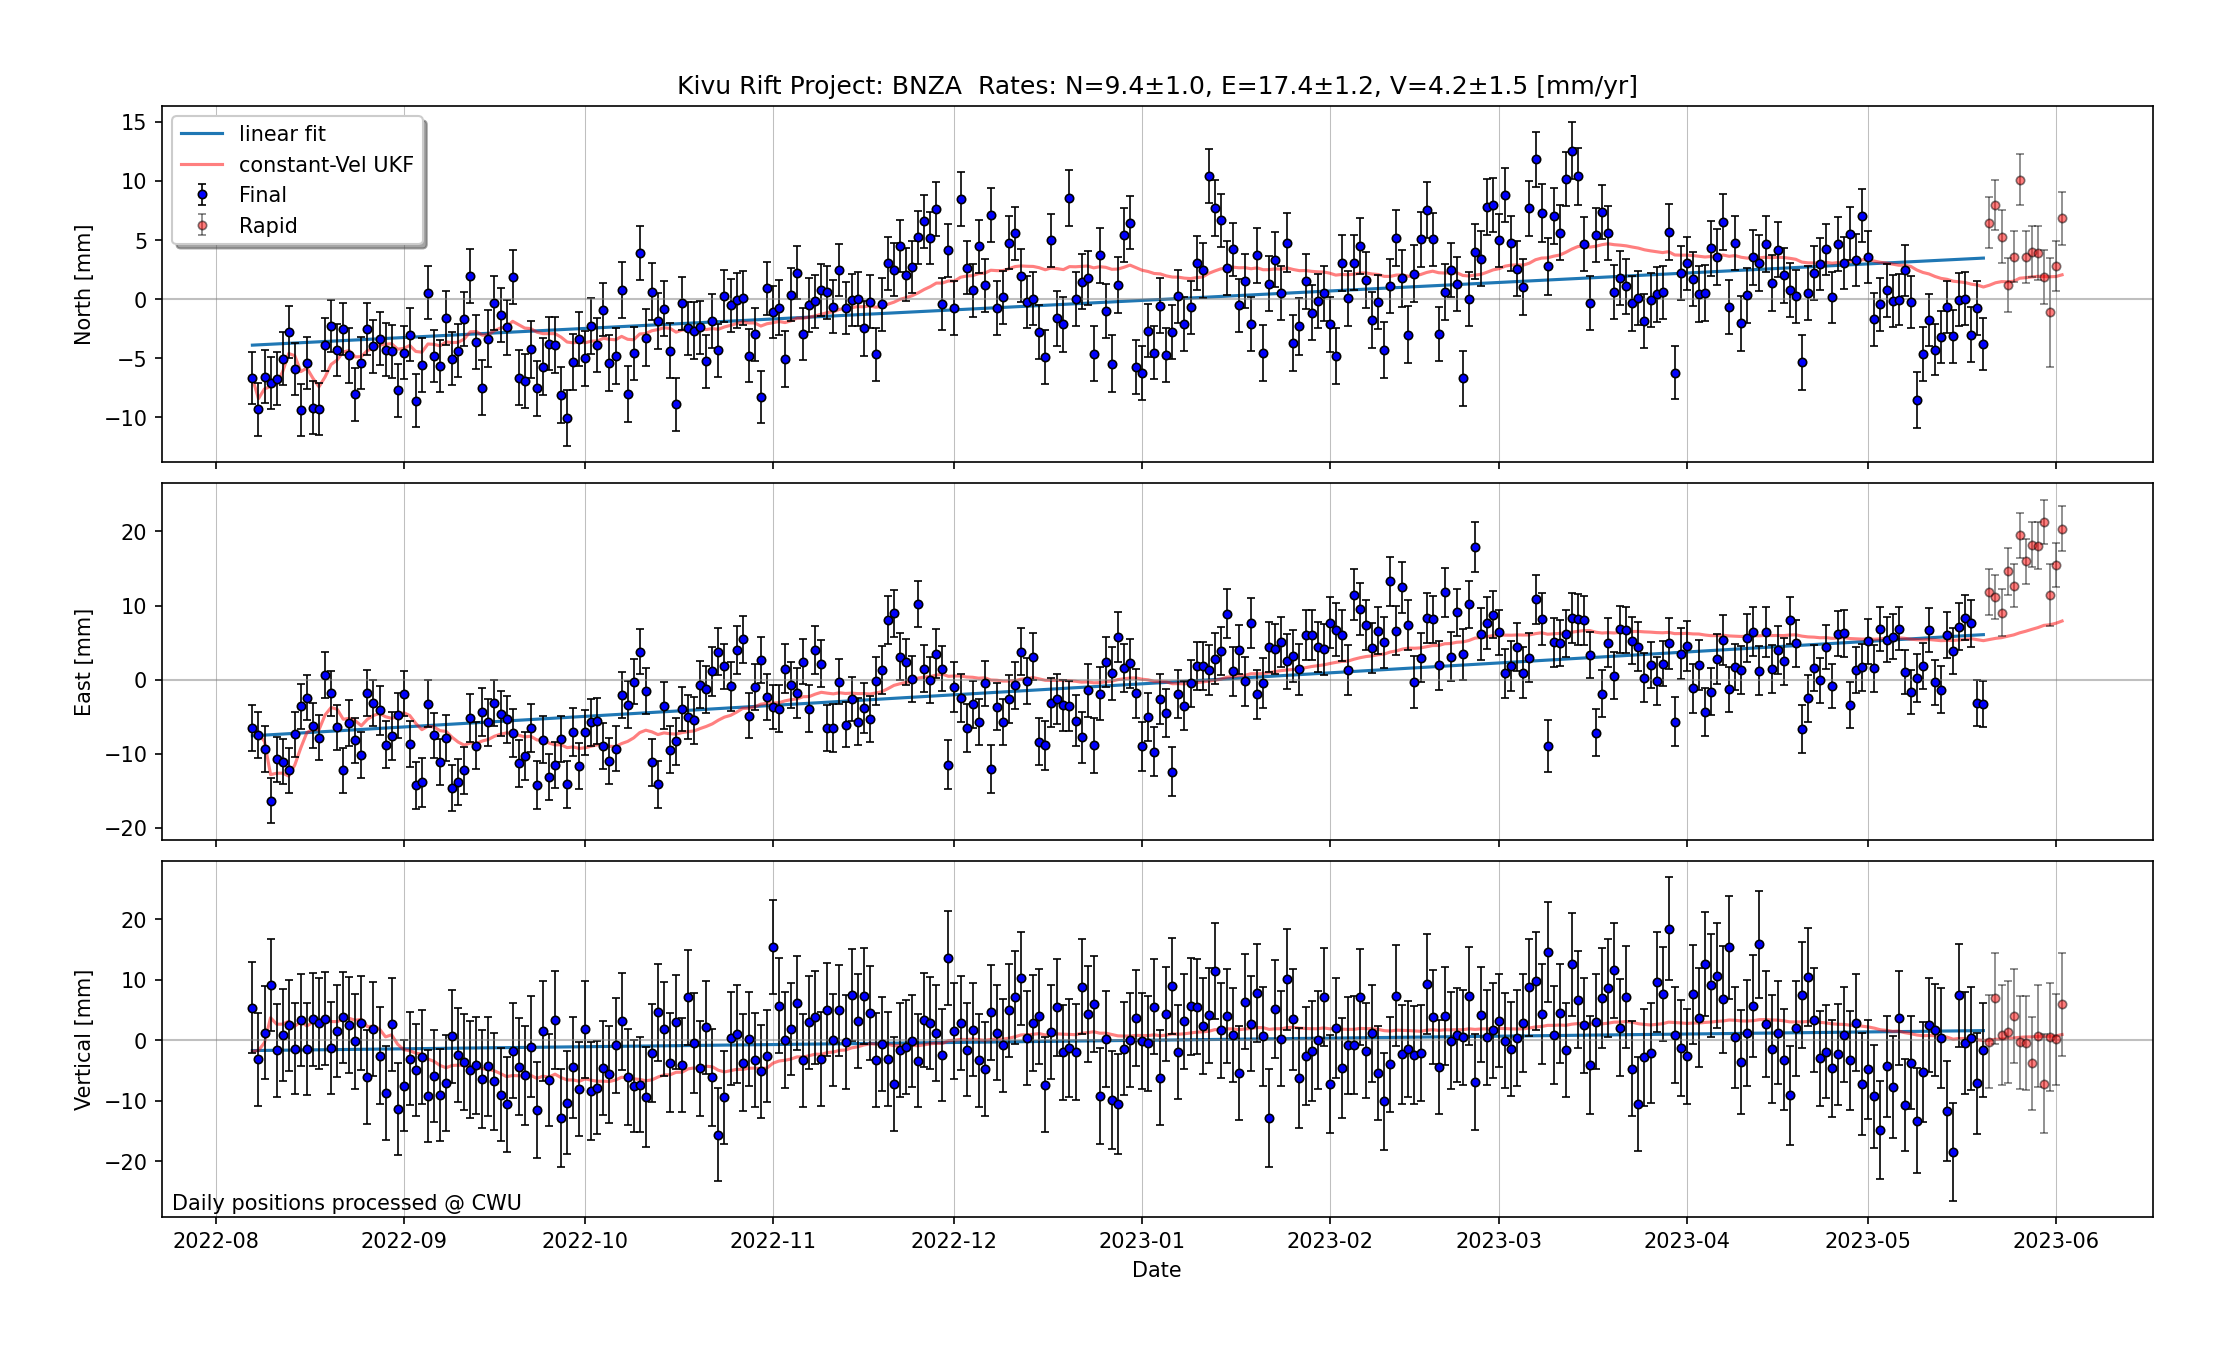 Kivu Rift Project: BNZA  Rates: N=9.4±1.0, E=17.4±1.2, V=4.2±1.5 [mm/yr]
linear fit
constant-Vel UKF
Final
Rapid
North [mm]
15
10
5
0
−5
−10
East [mm]
20
10
0
−10
−20
Vertical [mm]
20
10
0
−10
−20
Daily positions processed @ CWU
2022-08 2022-09 2022-10 2022-11 2022-12 2023-01 2023-02 2023-03 2023-04 2023-05 2023-06
Date